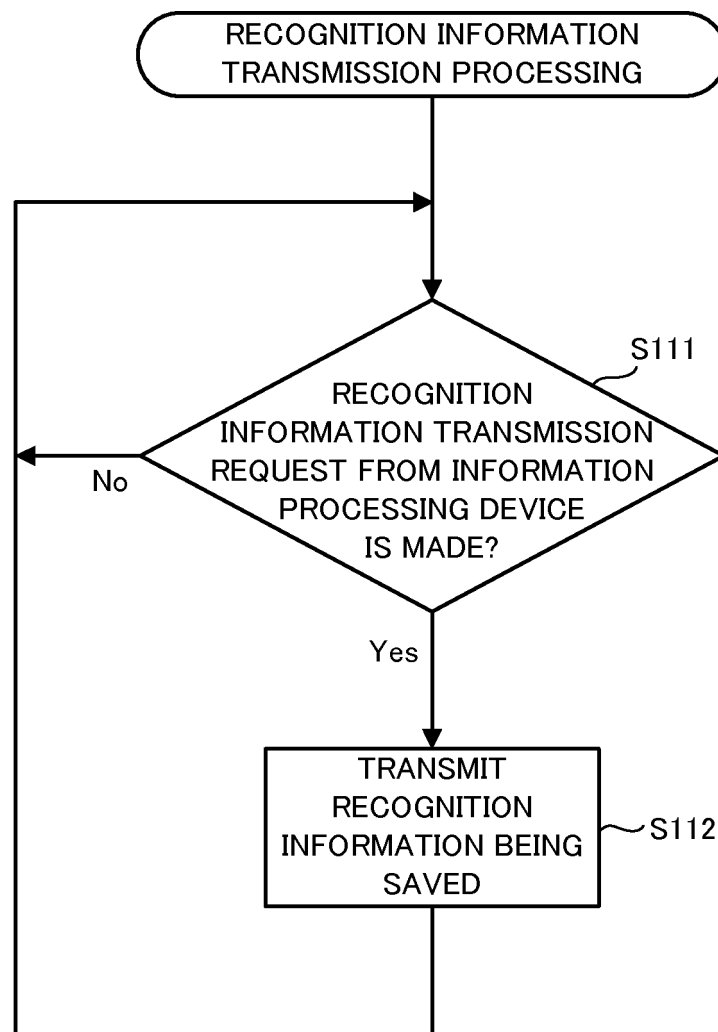 RECOGNITION INFORMATION
TRANSMISSION PROCESSING
S111
RECOGNITION
INFORMATION TRANSMISSION
REQUEST FROM INFORMATION
PROCESSING DEVICE
IS MADE?
No
Yes
TRANSMIT
RECOGNITION
INFORMATION BEING
SAVED
S112